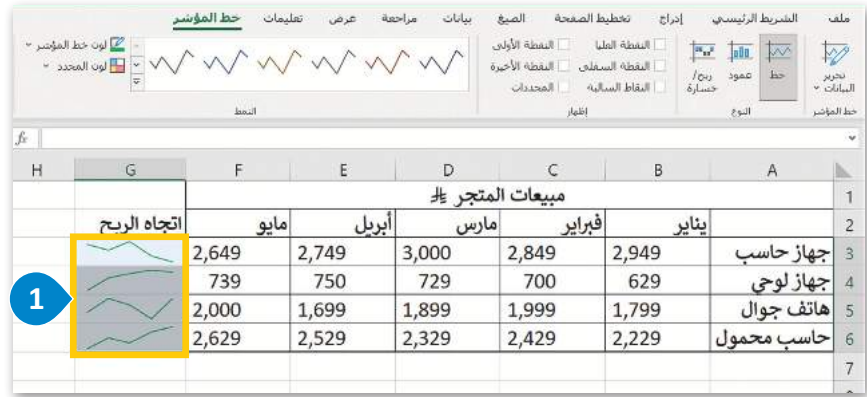 ملف الشريط الرئيسي إدراج تخطيط الصفحة الصيغ بيانات مراجعة عرض تعليمات خط المؤشر
تحرير البيانات
خط المؤشر
خط عمود ربح/خسارة
النوع
النقطة العليا النقطة الأولى
النقطة السفلى النقطة الأخيرة
النقاط السالبة المحددات
إظهار
النمط
لون خط المؤشر
لون المحدد
fx
A B C D E F G H
1 مبيعات المتجر
2 يناير فبراير مارس أبريل مايو اتجاه الربح
3 جهاز حاسب 2,949 2,849 3,000 2,749 2,649
4 جهاز لوحي 629 700 729 750 739
5 هاتف جوال 1,799 1,999 1,899 1,699 2,000
6 حاسب محمول 2,229 2,429 2,329 2,529 2,629
7
1